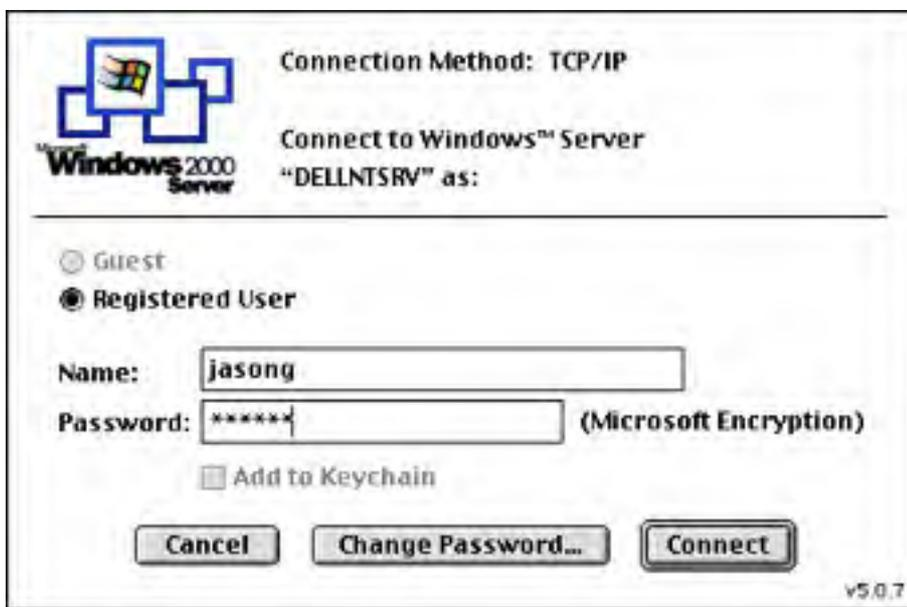 Connection Method: TCP/IP
Connect to Windows™ Server
"DELLNTSRV" as:
Microsoft
Windows 2000
Server
Guest
Registered User
Name: jasong
Password: ****** (Microsoft Encryption)
Add to Keychain
Cancel Change Password... Connect
v5.0.7